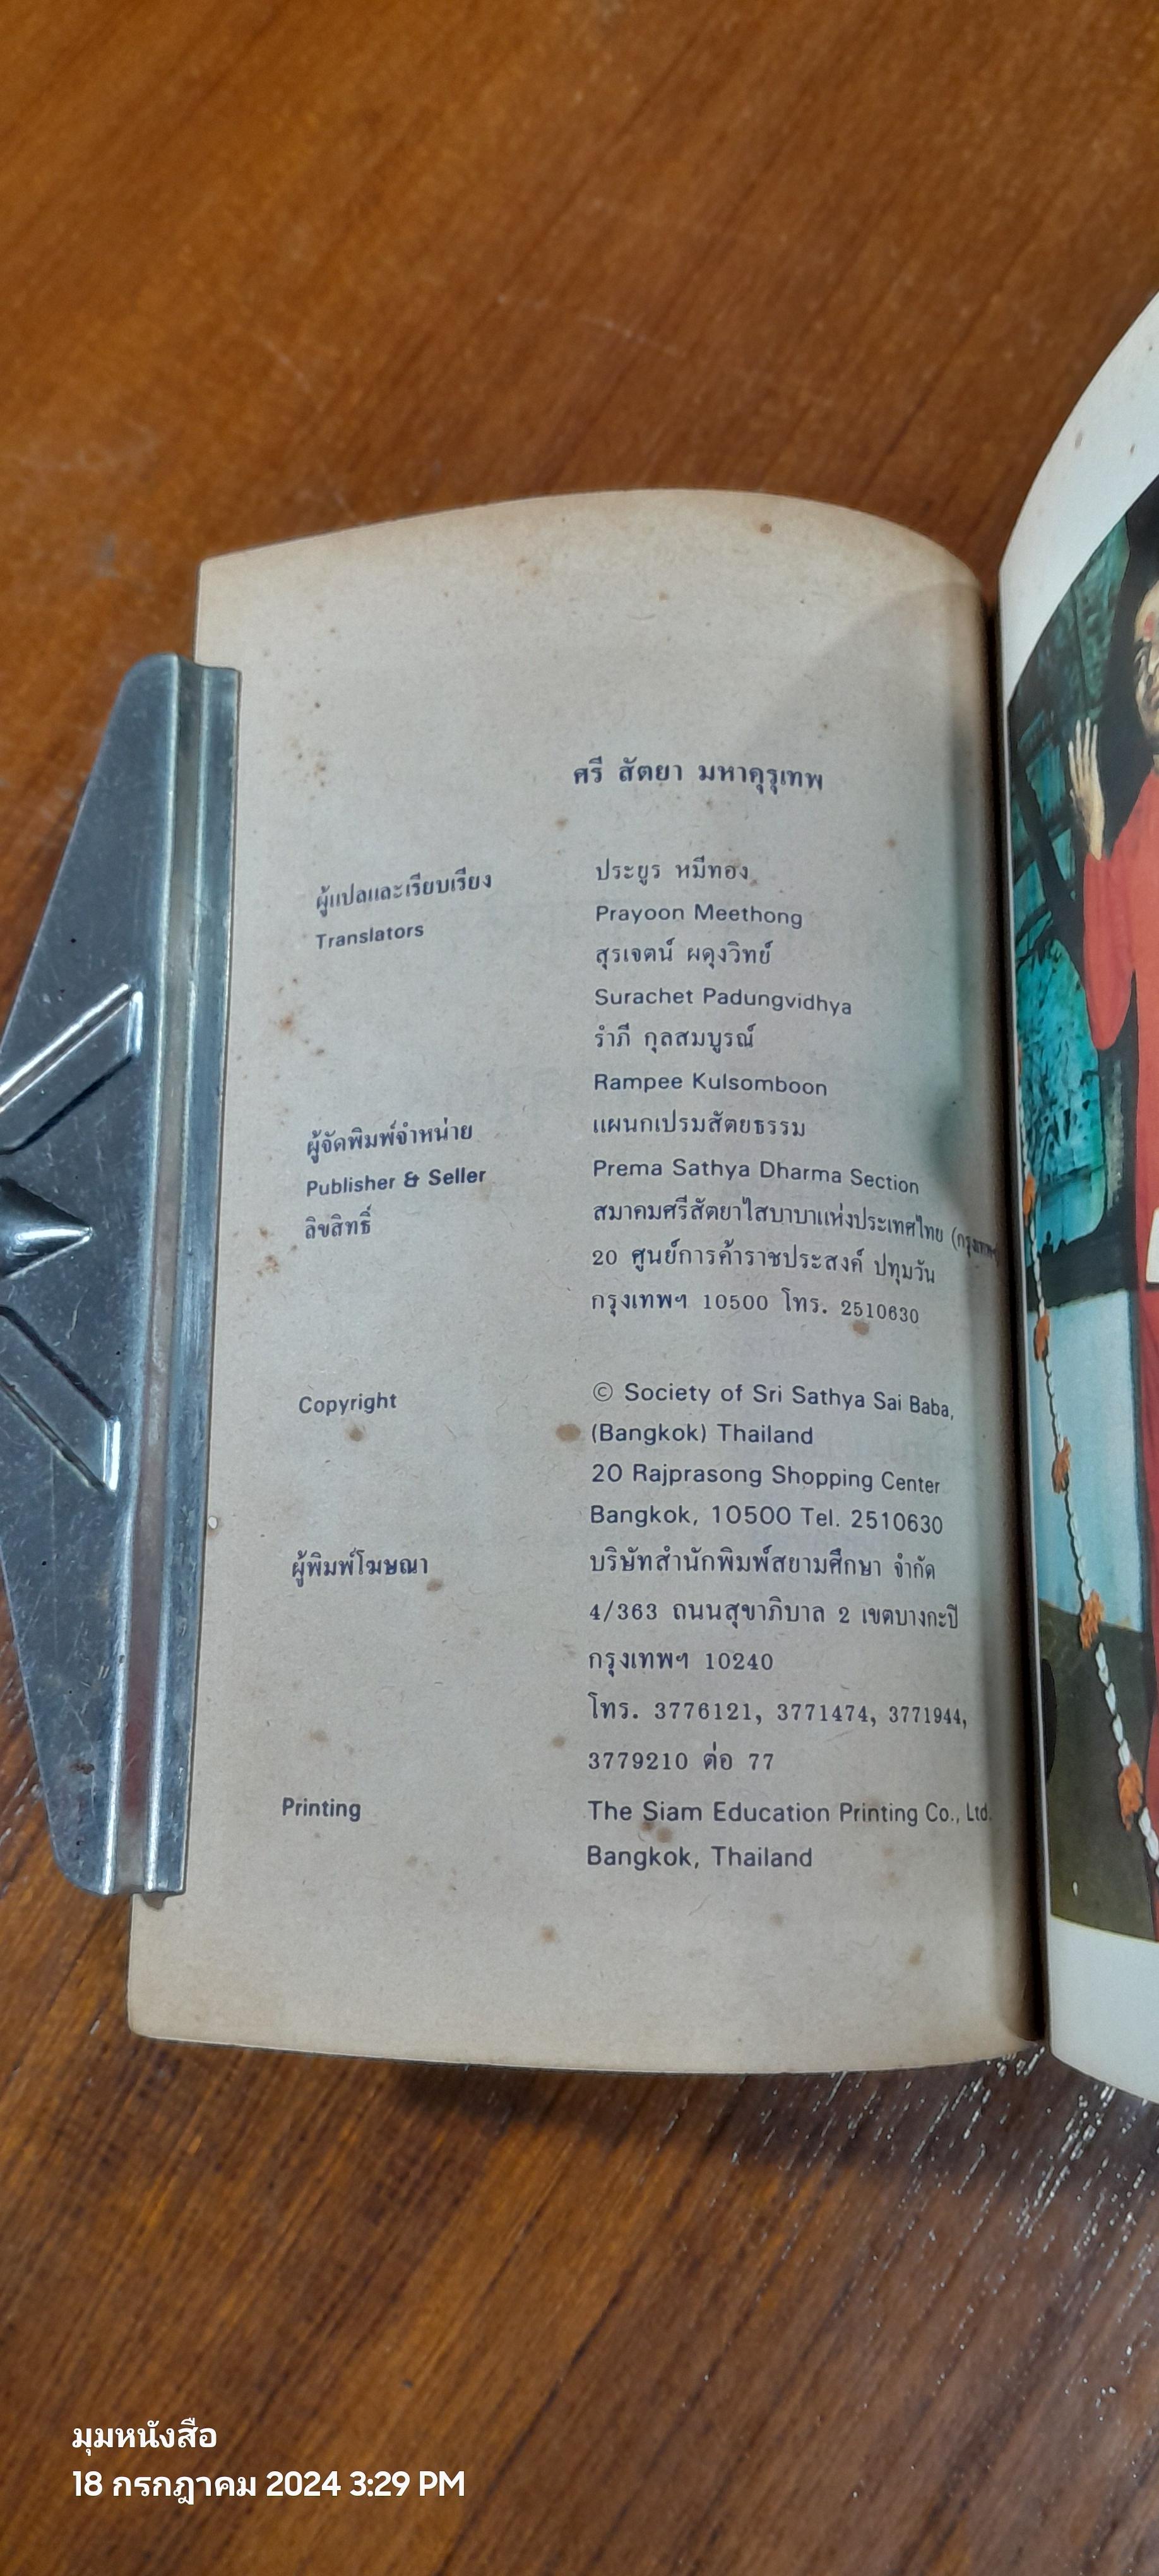 ศรี สัตยา มหาคุรุเทพ
ผู้แปลและเรียบเรียง ประยูร หมีทอง
Translators Prayoon Meethong
สุรเจตน์ ผดุงวิทย์
Surachet Padungvidhya
รำภี กุลสมบูรณ์
Rampee Kulsomboon
ผู้จัดพิมพ์จำหน่าย แผนกเปรมสัตยธรรม
Publisher & Seller Prema Sathya Dharma Section
ลิขสิทธิ์ สมาคมศรีสัตยาไสบาบาแห่งประเทศไทย (กรุงเทพฯ)
20 ศูนย์การค้าราชประสงค์ ปทุมวัน
กรุงเทพฯ 10500 โทร. 2510630
Copyright © Society of Sri Sathya Sai Baba,
(Bangkok) Thailand
20 Rajprasong Shopping Center
Bangkok, 10500 Tel. 2510630
ผู้พิมพ์โฆษณา บริษัทสำนักพิมพ์สยามศึกษา จำกัด
4/363 ถนนสุขาภิบาล 2 เขตบางกะปิ
กรุงเทพฯ 10240
โทร. 3776121, 3771474, 3771944,
3779210 ต่อ 77
Printing The Siam Education Printing Co., Ltd.
Bangkok, Thailand
มุมหนังสือ
18 กรกฎาคม 2024 3:29 PM